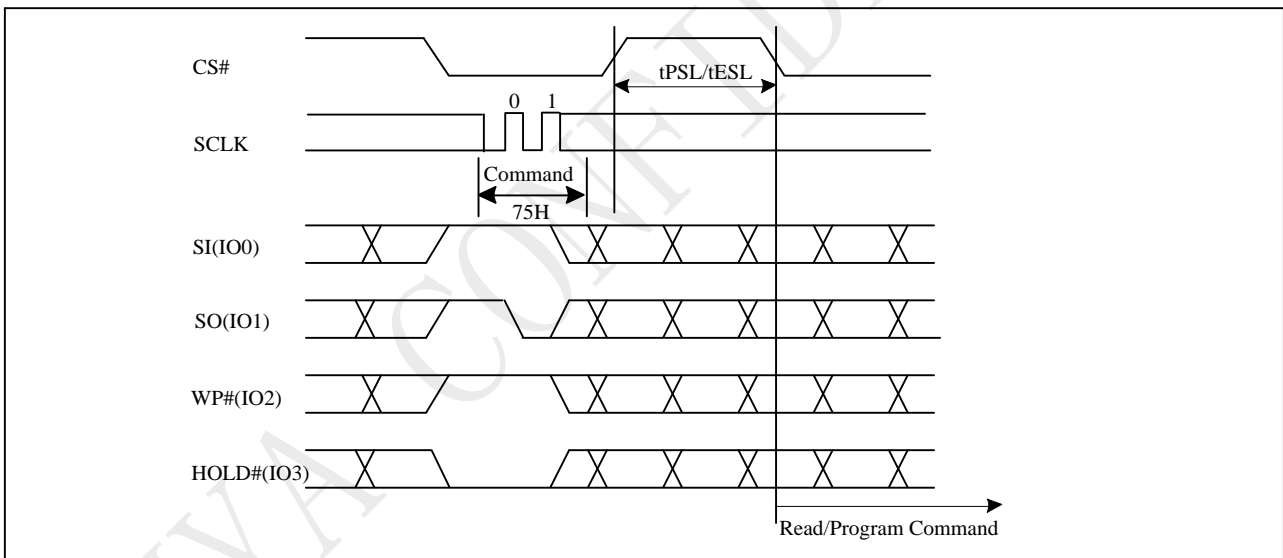 CS#
tPSL/tESL
0 1
SCLK
Command
75H
SI(IO0)
SO(IO1)
WP#(IO2)
HOLD#(IO3)
Read/Program Command